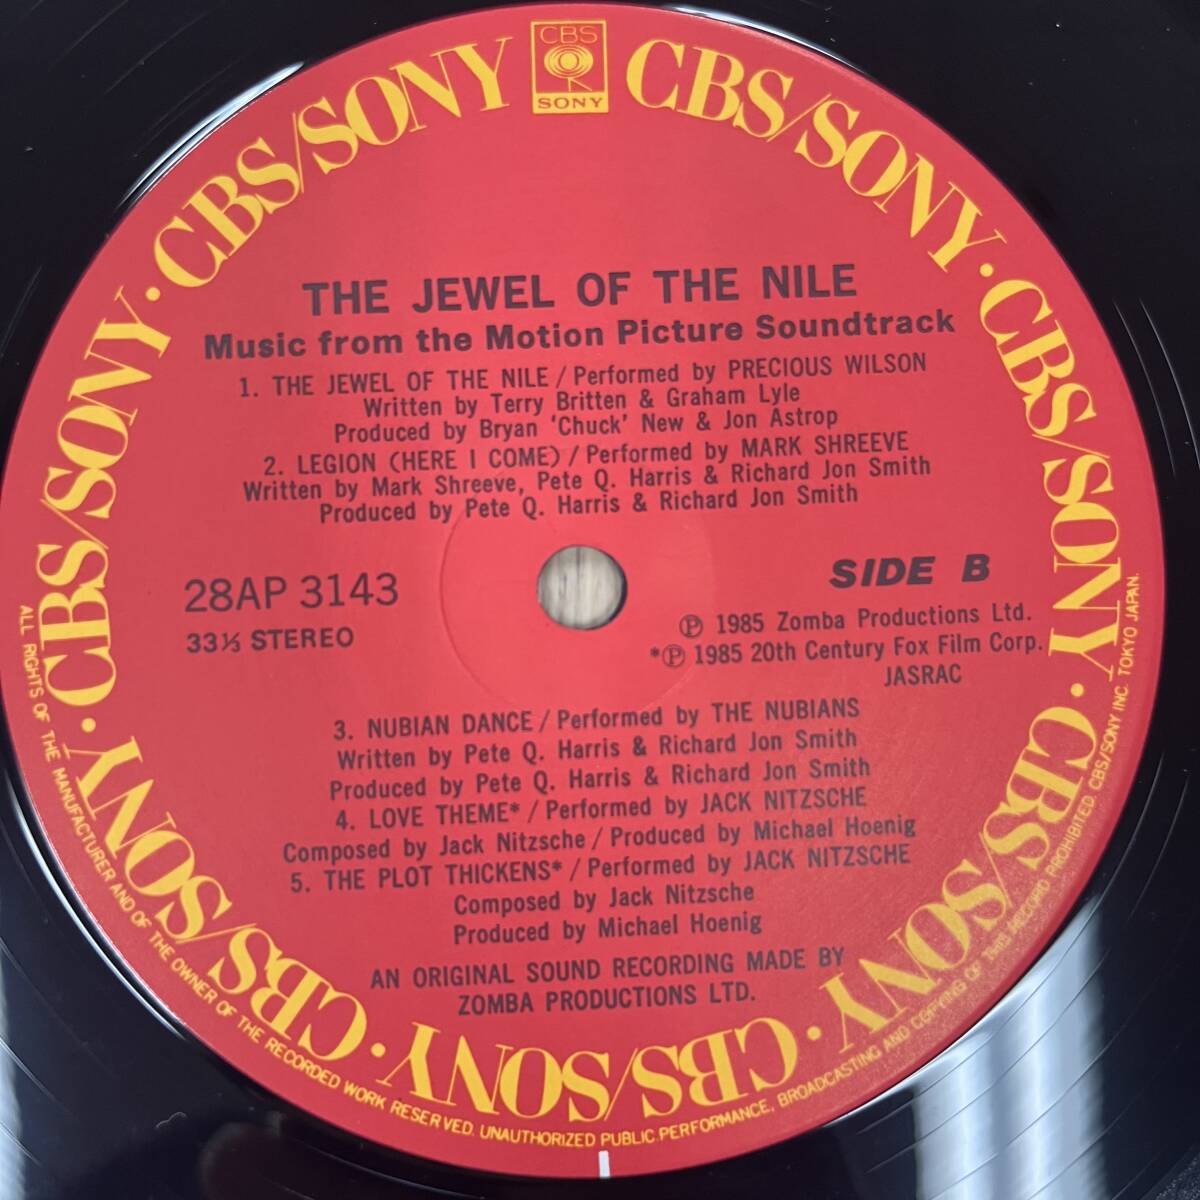 CBS
SONY
CBS/SONY · CBS/SONY · CBS/SONY · CBS/SONY · CBS/SONY · CBS/SONY · CBS/SONY · CBS/SONY · CBS/SONY · CBS/SONY
THE JEWEL OF THE NILE
Music from the Motion Picture Soundtrack
1. THE JEWEL OF THE NILE / Performed by PRECIOUS WILSON
Written by Terry Britten & Graham Lyle
Produced by Bryan 'Chuck' New & Jon Astrop
2. LEGION (HERE I COME) / Performed by MARK SHREEVE
Written by Mark Shreeve, Pete Q. Harris & Richard Jon Smith
Produced by Pete Q. Harris & Richard Jon Smith
28AP 3143
33⅓ STEREO
SIDE B
Ⓟ 1985 Zomba Productions Ltd.
*Ⓟ 1985 20th Century Fox Film Corp.
JASRAC
3. NUBIAN DANCE / Performed by THE NUBIANS
Written by Pete Q. Harris & Richard Jon Smith
Produced by Pete Q. Harris & Richard Jon Smith
4. LOVE THEME* / Performed by JACK NITZSCHE
Composed by Jack Nitzsche / Produced by Michael Hoenig
5. THE PLOT THICKENS* / Performed by JACK NITZSCHE
Composed by Jack Nitzsche
Produced by Michael Hoenig
AN ORIGINAL SOUND RECORDING MADE BY
ZOMBA PRODUCTIONS LTD.
ALL RIGHTS OF THE MANUFACTURER AND OF THE OWNER OF THE RECORDED WORK RESERVED. UNAUTHORIZED PUBLIC PERFORMANCE, BROADCASTING AND COPYING OF THIS RECORD PROHIBITED. CBS/SONY INC. TOKYO JAPAN.